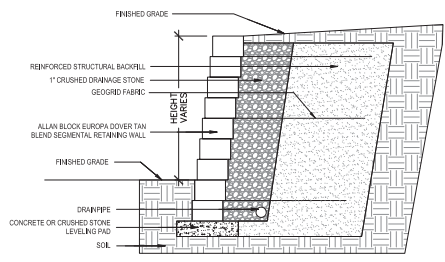 FINISHED GRADE
REINFORCED STRUCTURAL BACKFILL
1" CRUSHED DRAINAGE STONE
GEOGRID FABRIC
HEIGHT
VARIES
ALLAN BLOCK EUROPA DOVER TAN
BLEND SEGMENTAL RETAINING WALL
FINISHED GRADE
DRAINPIPE
CONCRETE OR CRUSHED STONE
LEVELING PAD
SOIL